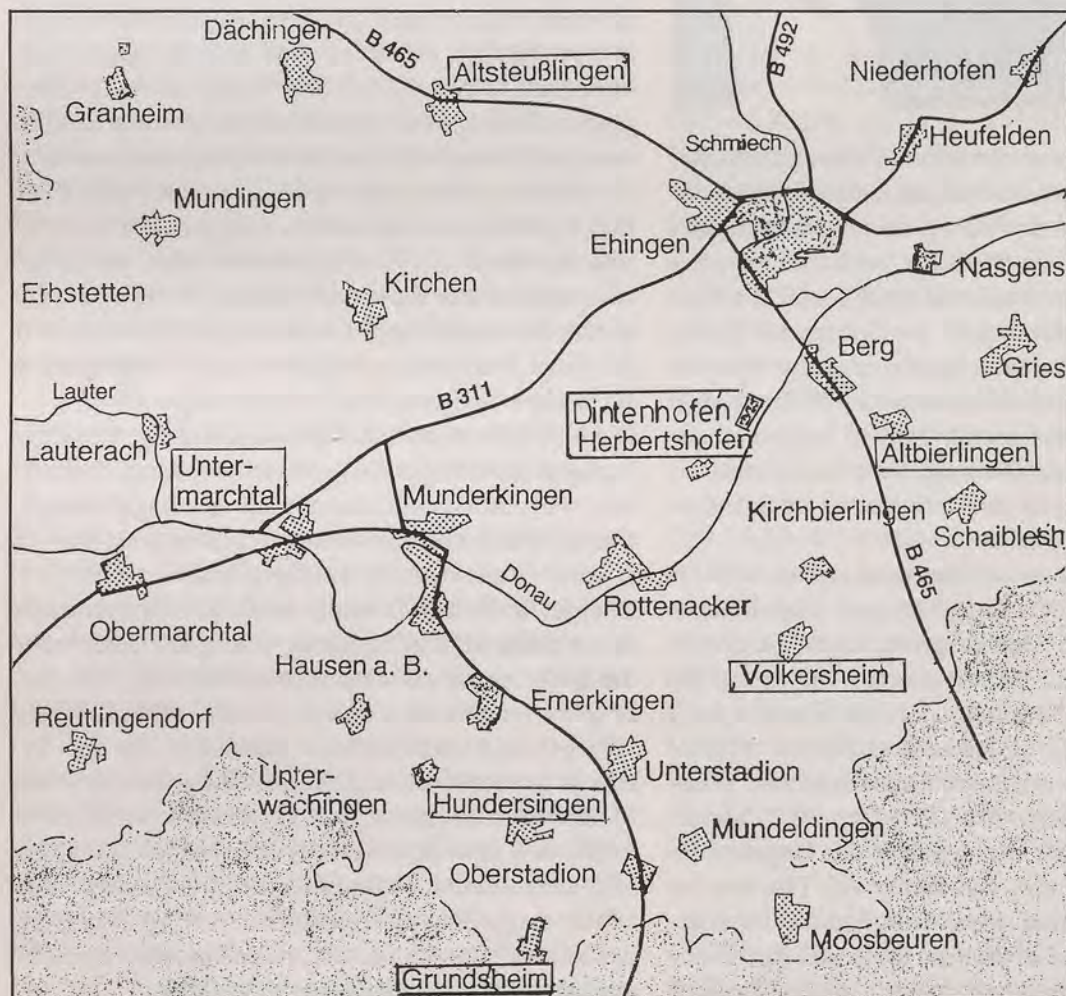 Dächingen
B 465
B 492
Altsteußlingen
Niederhofen
Granheim
Heufelden
Schmiech
Mundingen
Ehingen
Nasgens
Erbstetten
Kirchen
Berg
Gries
Lauter
B 311
Dintenhofen
Herbertshofen
Lauterach
Unter-
marchtal
Altbierlingen
Munderkingen
Kirchbierlingen
Schaiblesh
Donau
B 465
Rottenacker
Obermarchtal
Hausen a. B.
Volkersheim
Emerkingen
Reutlingendorf
Unter-
wachingen
Unterstadion
Hundersingen
Mundeldingen
Oberstadion
Moosbeuren
Grundsheim